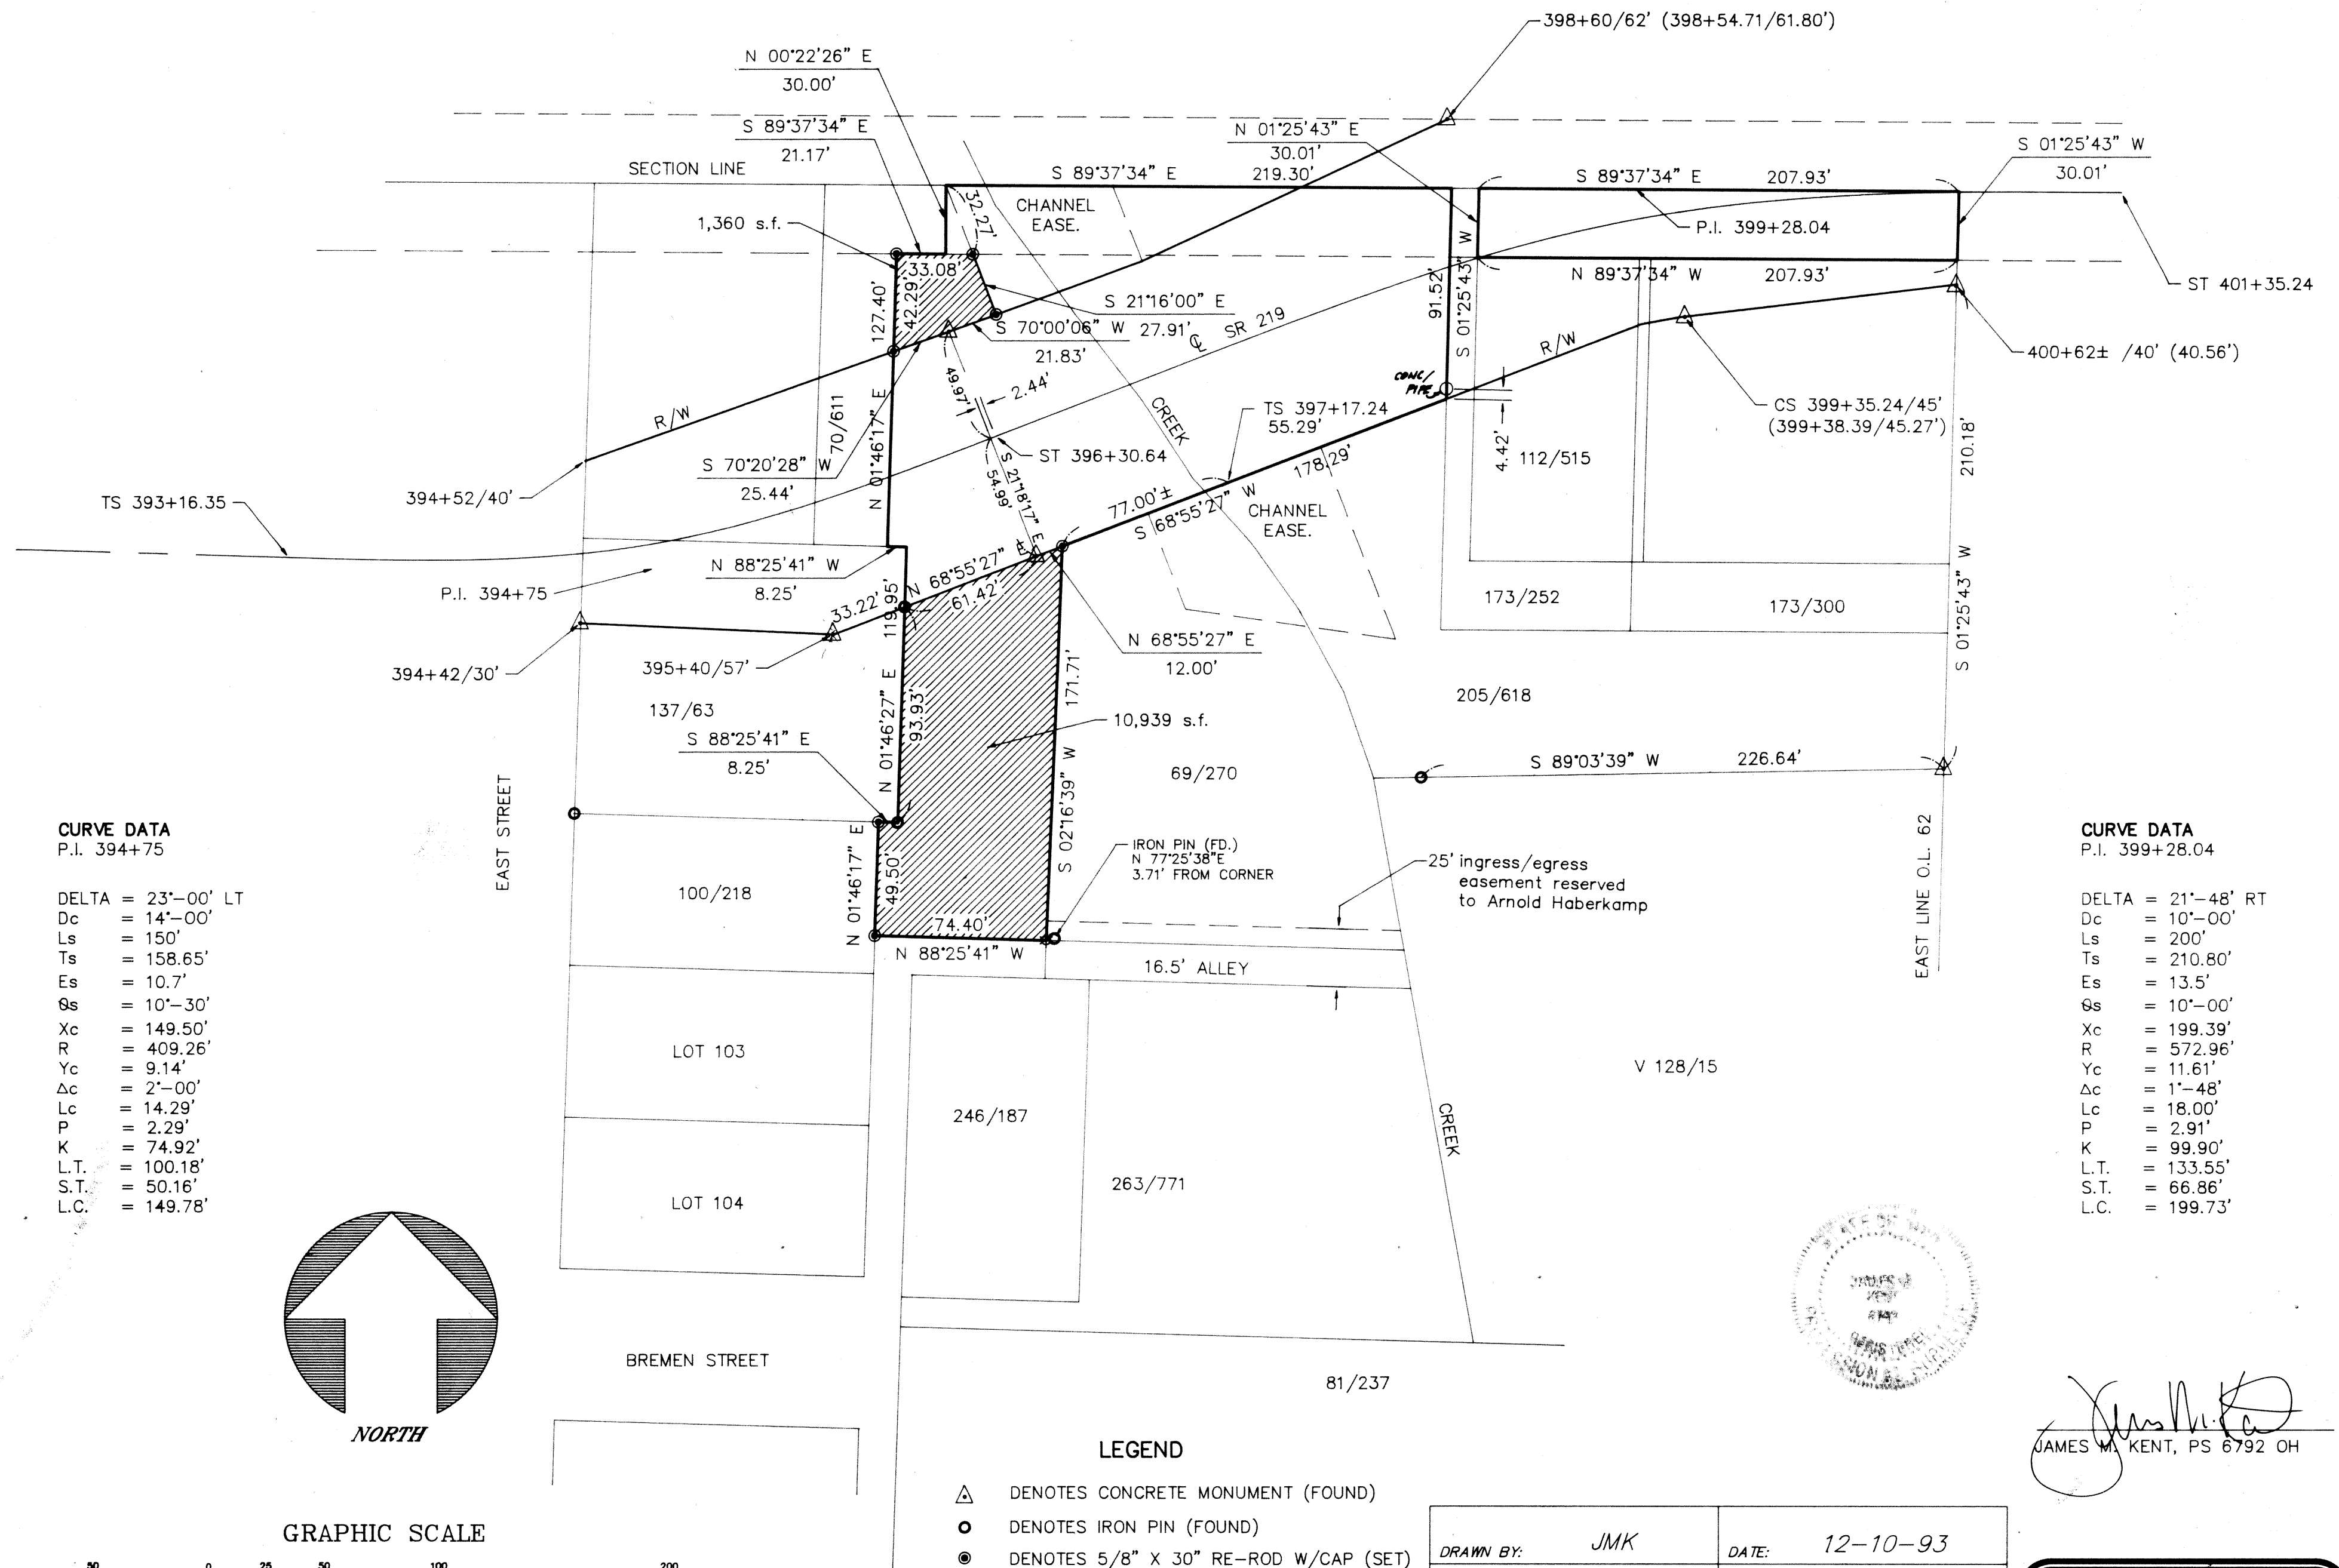 398+60/62' (398+54.71/61.80')
N 00°22'26" E
30.00'
S 89°37'34" E
21.17'
SECTION LINE
N 01°25'43" E
30.01'
S 01°25'43" W
30.01'
S 89°37'34" E 219.30'
S 89°37'34" E 207.93'
CHANNEL
EASE.
32.27'
1,360 s.f.
P.I. 399+28.04
33.08'
N 89°37'34" W 207.93'
ST 401+35.24
127.40'
42.29'
S 21°16'00" E
27.91'
S 70°00'06" W
21.83'
℄ SR 219
91.52'
S 01°25'43" W
R/W
400+62± /40' (40.56')
49.97'
2.44'
CONC/
PIPE
R/W
70/611
N 01°46'17" E
CREEK
TS 397+17.24
55.29'
CS 399+35.24/45'
(399+38.39/45.27')
4.42'
112/515
210.18'
S 70°20'28" W
25.44'
ST 396+30.64
178.29'
394+52/40'
TS 393+16.35
S 21°18'17" E
54.99'
77.00'±
S 68°55'27" W
CHANNEL
EASE.
N 88°25'41" W
8.25'
P.I. 394+75
N 68°55'27" E
61.42'
33.22'
119.95'
173/252
173/300
S 01°25'43" W
N 68°55'27" E
12.00'
394+42/30'
395+40/57'
171.71'
205/618
137/63
N 01°46'27" E
93.93'
10,939 s.f.
S 88°25'41" E
8.25'
69/270
S 89°03'39" W 226.64'
S 02°16'39" W
EAST STREET
EAST LINE O.L. 62
CURVE DATA
P.I. 394+75
DELTA = 23°-00' LT
Dc = 14°-00'
Ls = 150'
Ts = 158.65'
Es = 10.7'
θs = 10°-30'
Xc = 149.50'
R = 409.26'
Yc = 9.14'
Δc = 2°-00'
Lc = 14.29'
P = 2.29'
K = 74.92'
L.T. = 100.18'
S.T. = 50.16'
L.C. = 149.78'
N 01°46'17" E
49.50'
IRON PIN (FD.)
N 77°25'38"E
3.71' FROM CORNER
25' ingress/egress
easement reserved
to Arnold Haberkamp
100/218
74.40'
N 88°25'41" W
16.5' ALLEY
CURVE DATA
P.I. 399+28.04
DELTA = 21°-48' RT
Dc = 10°-00'
Ls = 200'
Ts = 210.80'
Es = 13.5'
θs = 10°-00'
Xc = 199.39'
R = 572.96'
Yc = 11.61'
Δc = 1°-48'
Lc = 18.00'
P = 2.91'
K = 99.90'
L.T. = 133.55'
S.T. = 66.86'
L.C. = 199.73'
LOT 103
V 128/15
246/187
CREEK
263/771
LOT 104
BREMEN STREET
81/237
NORTH
JAMES M. KENT, PS 6792 OH
LEGEND
DENOTES CONCRETE MONUMENT (FOUND)
DENOTES IRON PIN (FOUND)
DENOTES 5/8" X 30" RE-ROD W/CAP (SET)
GRAPHIC SCALE
50 0 25 50 100 200
DRAWN BY: JMK
DATE: 12-10-93